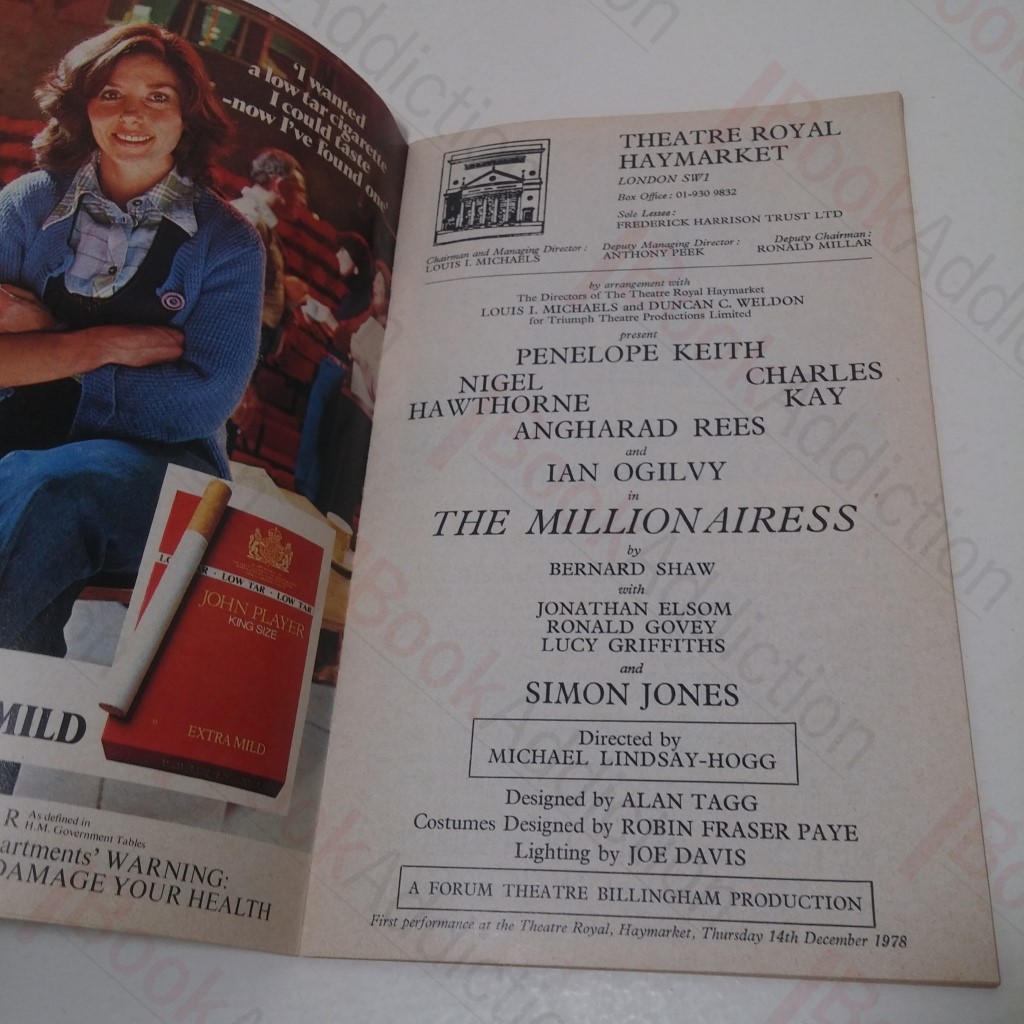 'I wanted
a low tar cigarette
I could taste
-now I've found one'
LOW TAR · LOW TAR
JOHN PLAYER
KING SIZE
EXTRA MILD
MILD
R As defined in
H.M. Government Tables
artments' WARNING:
DAMAGE YOUR HEALTH
THEATRE ROYAL
HAYMARKET
LONDON SW1
Box Office: 01-930 9832
Sole Lessee:
FREDERICK HARRISON TRUST LTD
Chairman and Managing Director:
LOUIS I. MICHAELS
Deputy Managing Director:
ANTHONY PEEK
Deputy Chairman:
RONALD MILLAR
by arrangement with
The Directors of The Theatre Royal Haymarket
LOUIS I. MICHAELS and DUNCAN C. WELDON
for Triumph Theatre Productions Limited
present
PENELOPE KEITH
NIGEL
HAWTHORNE
CHARLES
KAY
ANGHARAD REES
and
IAN OGILVY
in
THE MILLIONAIRESS
by
BERNARD SHAW
with
JONATHAN ELSOM
RONALD GOVEY
LUCY GRIFFITHS
and
SIMON JONES
Directed by
MICHAEL LINDSAY-HOGG
Designed by ALAN TAGG
Costumes Designed by ROBIN FRASER PAYE
Lighting by JOE DAVIS
A FORUM THEATRE BILLINGHAM PRODUCTION
First performance at the Theatre Royal, Haymarket, Thursday 14th December 1978
BookAddiction